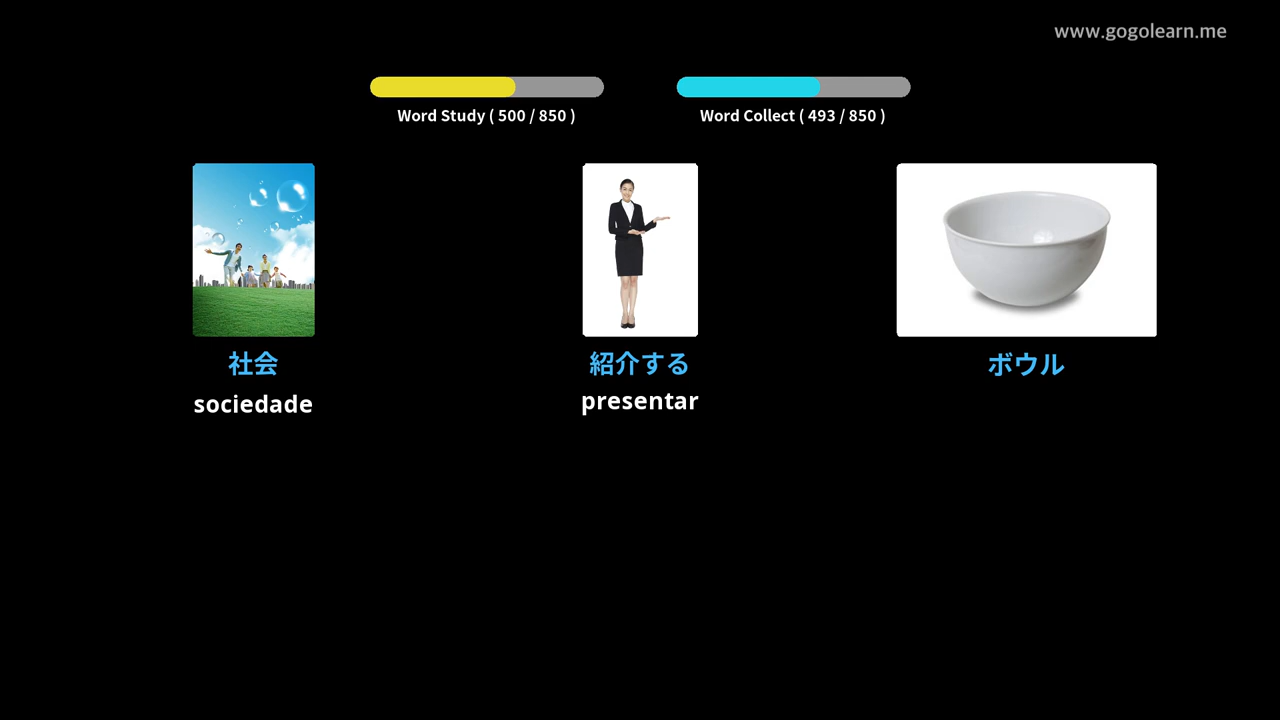 www.gogolearn.me
Word Study ( 500 / 850 )
Word Collect ( 493 / 850 )
社会
紹介する
ボウル
sociedade
presentar